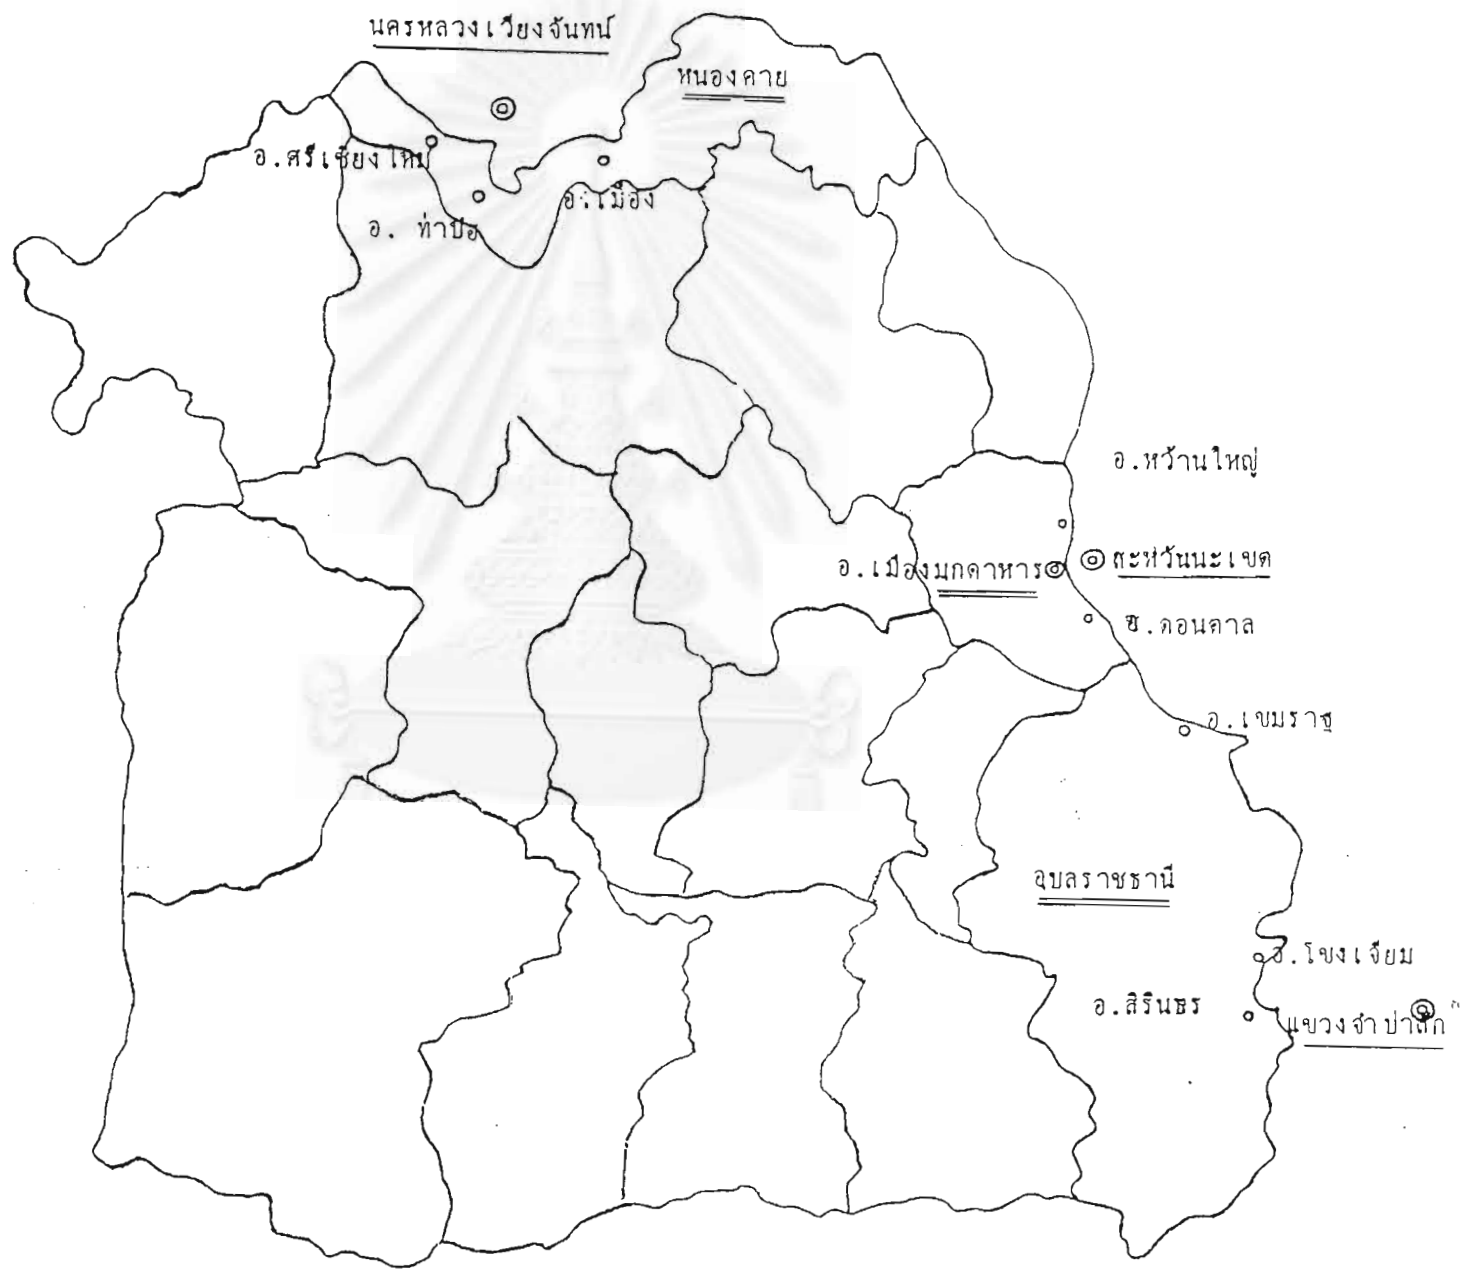 นครหลวงเวียงจันทน์
หนองคาย
อ.ศรีเชียงใหม่
อ.เมือง
อ. ท่าบ่อ
อ.หว้านใหญ่
อ.เมืองมุกดาหาร
สะหวันนะเขต
อ.ดอนตาล
อ.เขมราฐ
อุบลราชธานี
อ.โขงเจียม
อ.สิรินธร
แขวงจำปาสัก